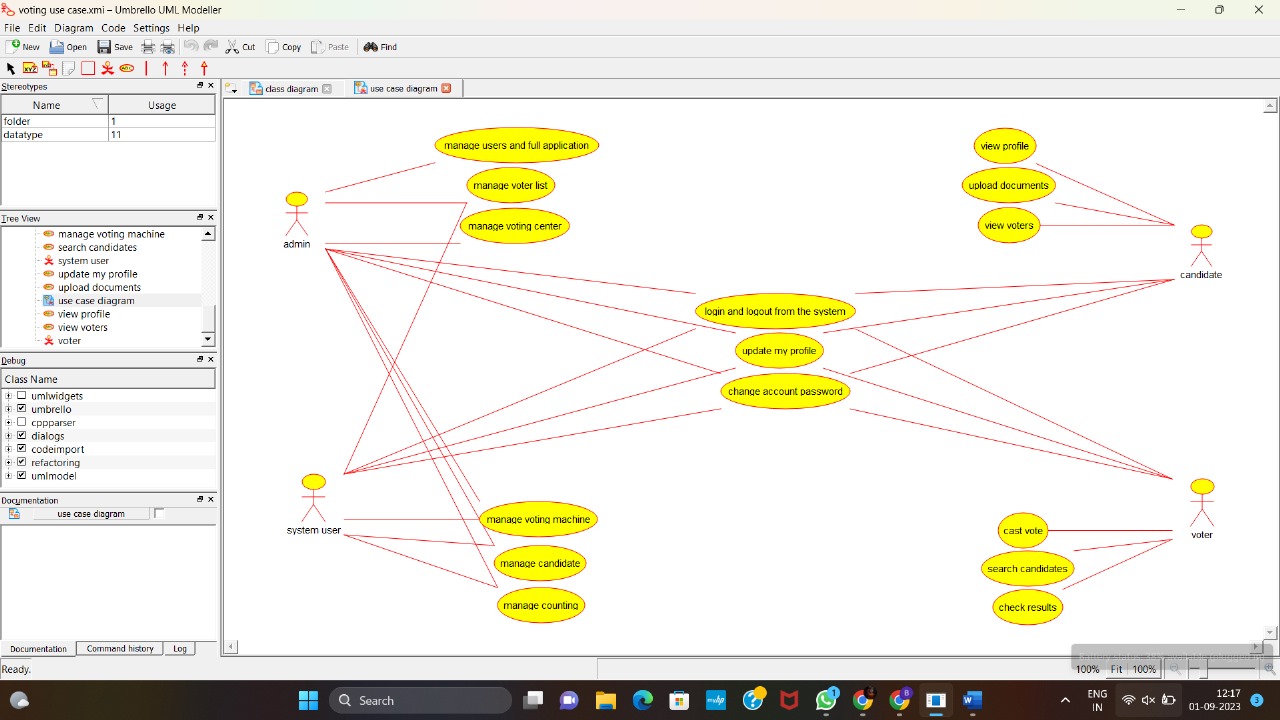 voting use case.xmi – Umbrello UML Modeller
File Edit Diagram Code Settings Help
New Open Save Cut Copy Paste Find
Stereotypes
Name Usage
folder 1
datatype 11
Tree View
manage voting machine
search candidates
system user
update my profile
upload documents
use case diagram
view profile
view voters
voter
Debug
Class Name
umlwidgets
umbrello
cppparser
dialogs
codeimport
refactoring
umlmodel
Documentation
use case diagram
Documentation Command history Log
Ready.
class diagram use case diagram
manage users and full application
manage voter list
manage voting center
admin
view profile
upload documents
view voters
candidate
login and logout from the system
update my profile
change account password
system user
manage voting machine
manage candidate
manage counting
cast vote
search candidates
check results
voter
100% Fit 100%
Search
ENG
IN
12:17
01-09-2023
3